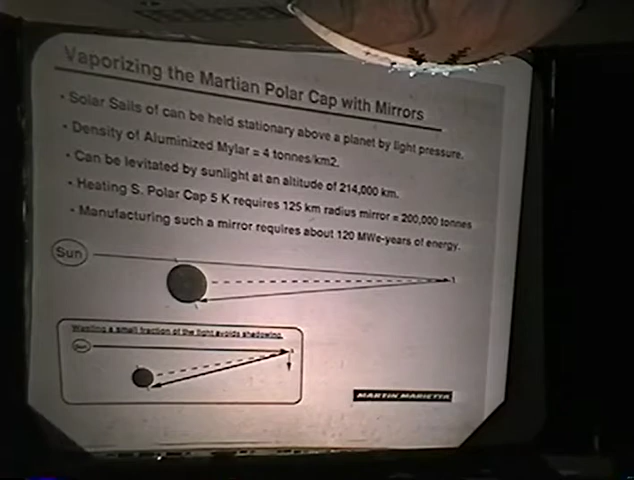 Vaporizing the Martian Polar Cap with Mirrors
• Solar Sails of can be held stationary above a planet by light pressure.
• Density of Aluminized Mylar = 4 tonnes/km2.
• Can be levitated by sunlight at an altitude of 214,000 km.
• Heating S. Polar Cap 5 K requires 125 km radius mirror = 200,000 tonnes
• Manufacturing such a mirror requires about 120 MWe-years of energy.
Sun
Wasting a small fraction of the light avoids shadowing.
Sun
MARTIN MARIETTA